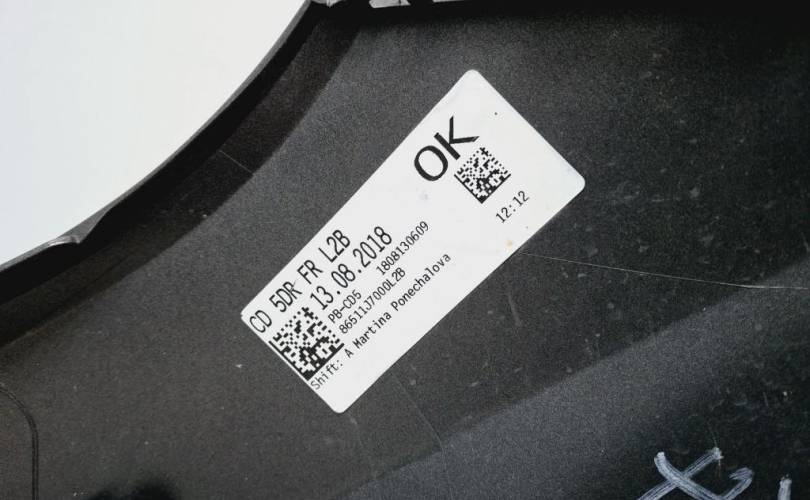 CD 5DR FR L2B
13.08.2018
PB-CD5 1808130609
86511J7000L2B
Shift: A Martina Ponechalova
OK
12:12